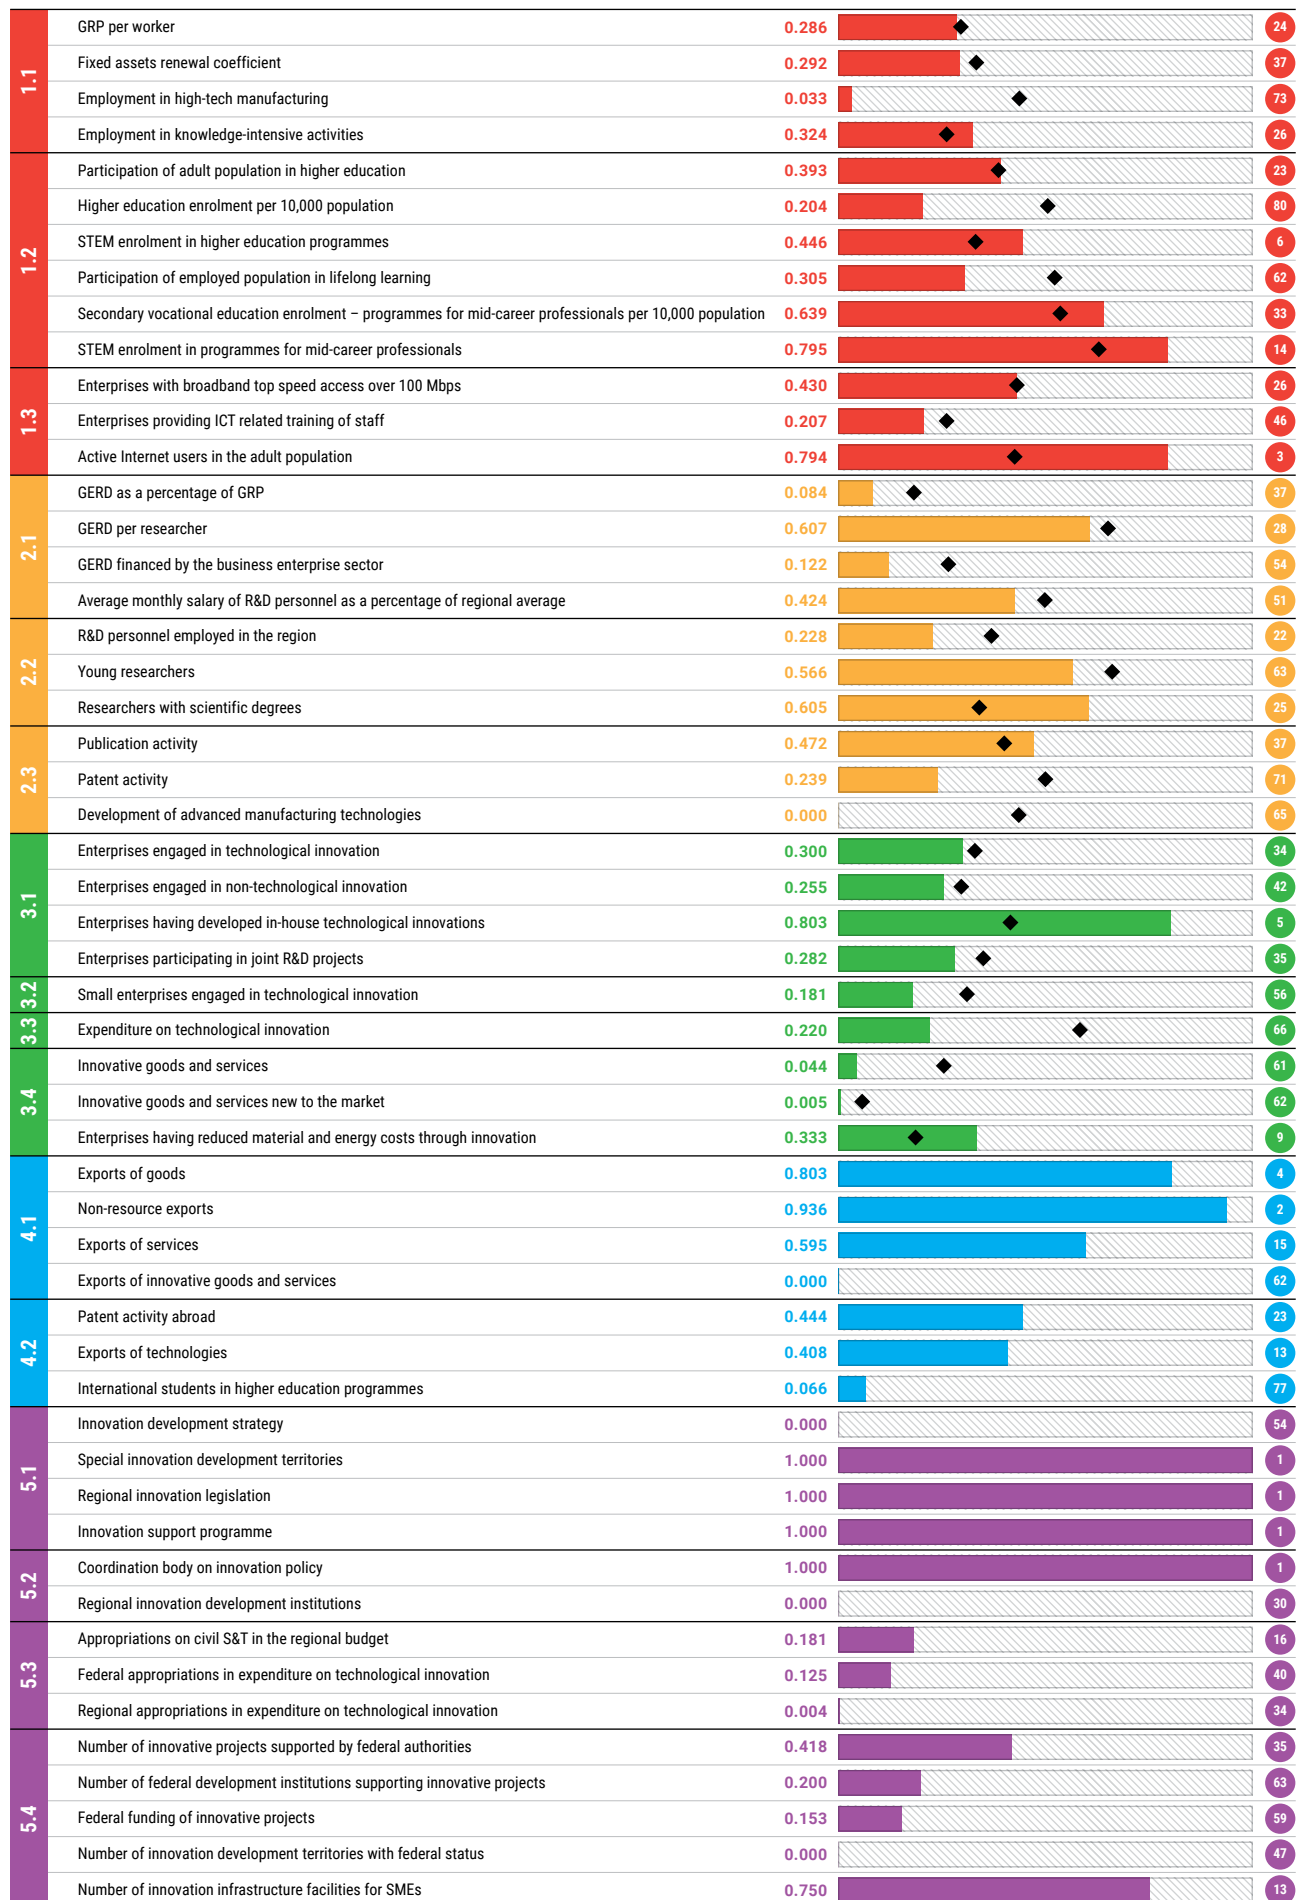 1.1
GRP per worker 0.286 24
Fixed assets renewal coefficient 0.292 37
Employment in high-tech manufacturing 0.033 73
Employment in knowledge-intensive activities 0.324 26
1.2
Participation of adult population in higher education 0.393 23
Higher education enrolment per 10,000 population 0.204 80
STEM enrolment in higher education programmes 0.446 6
Participation of employed population in lifelong learning 0.305 62
Secondary vocational education enrolment – programmes for mid-career professionals per 10,000 population 0.639 33
STEM enrolment in programmes for mid-career professionals 0.795 14
1.3
Enterprises with broadband top speed access over 100 Mbps 0.430 26
Enterprises providing ICT related training of staff 0.207 46
Active Internet users in the adult population 0.794 3
2.1
GERD as a percentage of GRP 0.084 37
GERD per researcher 0.607 28
GERD financed by the business enterprise sector 0.122 54
Average monthly salary of R&D personnel as a percentage of regional average 0.424 51
2.2
R&D personnel employed in the region 0.228 22
Young researchers 0.566 63
Researchers with scientific degrees 0.605 25
2.3
Publication activity 0.472 37
Patent activity 0.239 71
Development of advanced manufacturing technologies 0.000 65
3.1
Enterprises engaged in technological innovation 0.300 34
Enterprises engaged in non-technological innovation 0.255 42
Enterprises having developed in-house technological innovations 0.803 5
Enterprises participating in joint R&D projects 0.282 35
3.2
Small enterprises engaged in technological innovation 0.181 56
3.3
Expenditure on technological innovation 0.220 66
3.4
Innovative goods and services 0.044 61
Innovative goods and services new to the market 0.005 62
Enterprises having reduced material and energy costs through innovation 0.333 9
4.1
Exports of goods 0.803 4
Non-resource exports 0.936 2
Exports of services 0.595 15
Exports of innovative goods and services 0.000 62
4.2
Patent activity abroad 0.444 23
Exports of technologies 0.408 13
International students in higher education programmes 0.066 77
5.1
Innovation development strategy 0.000 54
Special innovation development territories 1.000 1
Regional innovation legislation 1.000 1
Innovation support programme 1.000 1
5.2
Coordination body on innovation policy 1.000 1
Regional innovation development institutions 0.000 30
5.3
Appropriations on civil S&T in the regional budget 0.181 16
Federal appropriations in expenditure on technological innovation 0.125 40
Regional appropriations in expenditure on technological innovation 0.004 34
5.4
Number of innovative projects supported by federal authorities 0.418 35
Number of federal development institutions supporting innovative projects 0.200 63
Federal funding of innovative projects 0.153 59
Number of innovation development territories with federal status 0.000 47
Number of innovation infrastructure facilities for SMEs 0.750 13